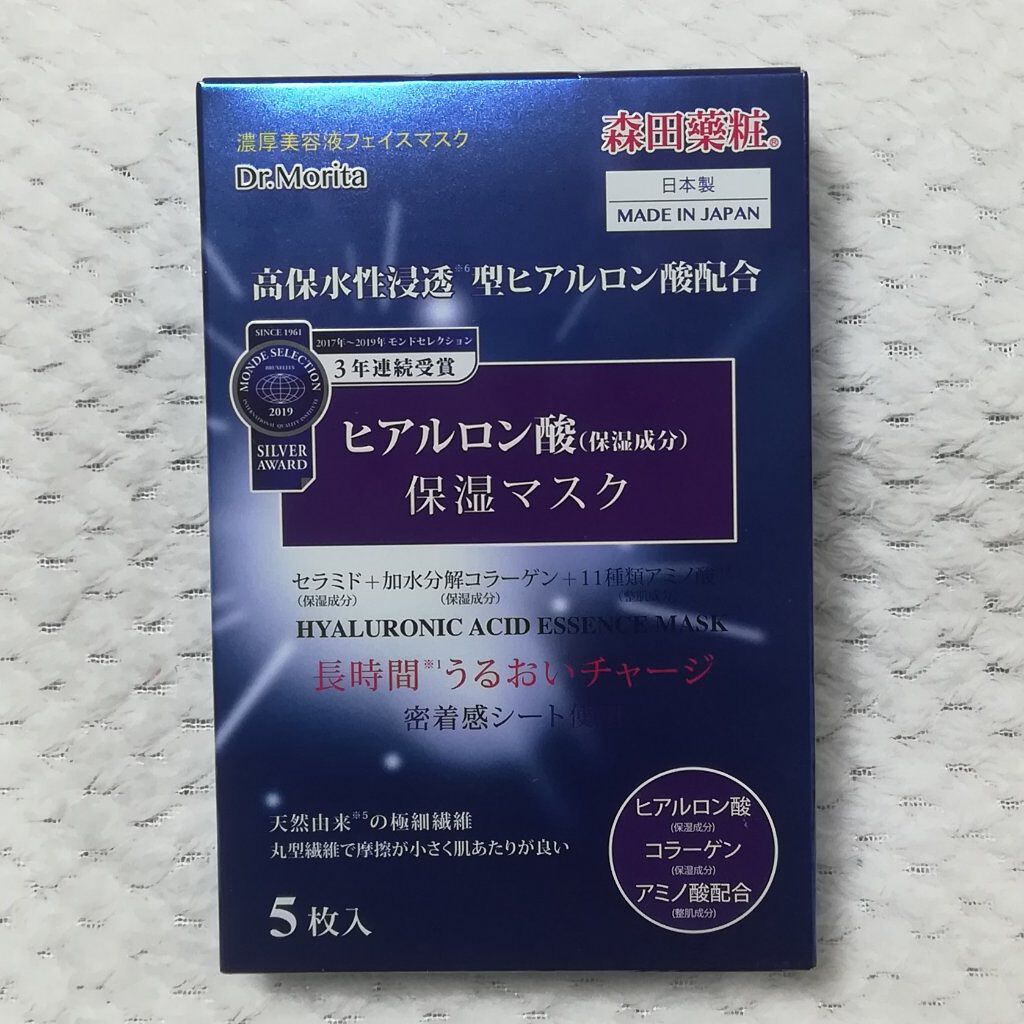 濃厚美容液フェイスマスク
Dr.Morita
森田藥粧®
日本製
MADE IN JAPAN
高保水性浸透※6型ヒアルロン酸配合
SINCE 1961
MONDE SELECTION
BRUXELLES
2019
INTERNATIONAL QUALITY INSTITUTE
SILVER
AWARD
2017年～2019年 モンドセレクション
3年連続受賞
ヒアルロン酸(保湿成分)
保湿マスク
セラミド+加水分解コラーゲン+11種類アミノ酸
(保湿成分) (保湿成分) (整肌成分)
HYALURONIC ACID ESSENCE MASK
長時間※1うるおいチャージ
密着感シート使用
天然由来※5の極細繊維
丸型繊維で摩擦が小さく肌あたりが良い
5枚入
ヒアルロン酸
(保湿成分)
コラーゲン
(保湿成分)
アミノ酸配合
(整肌成分)